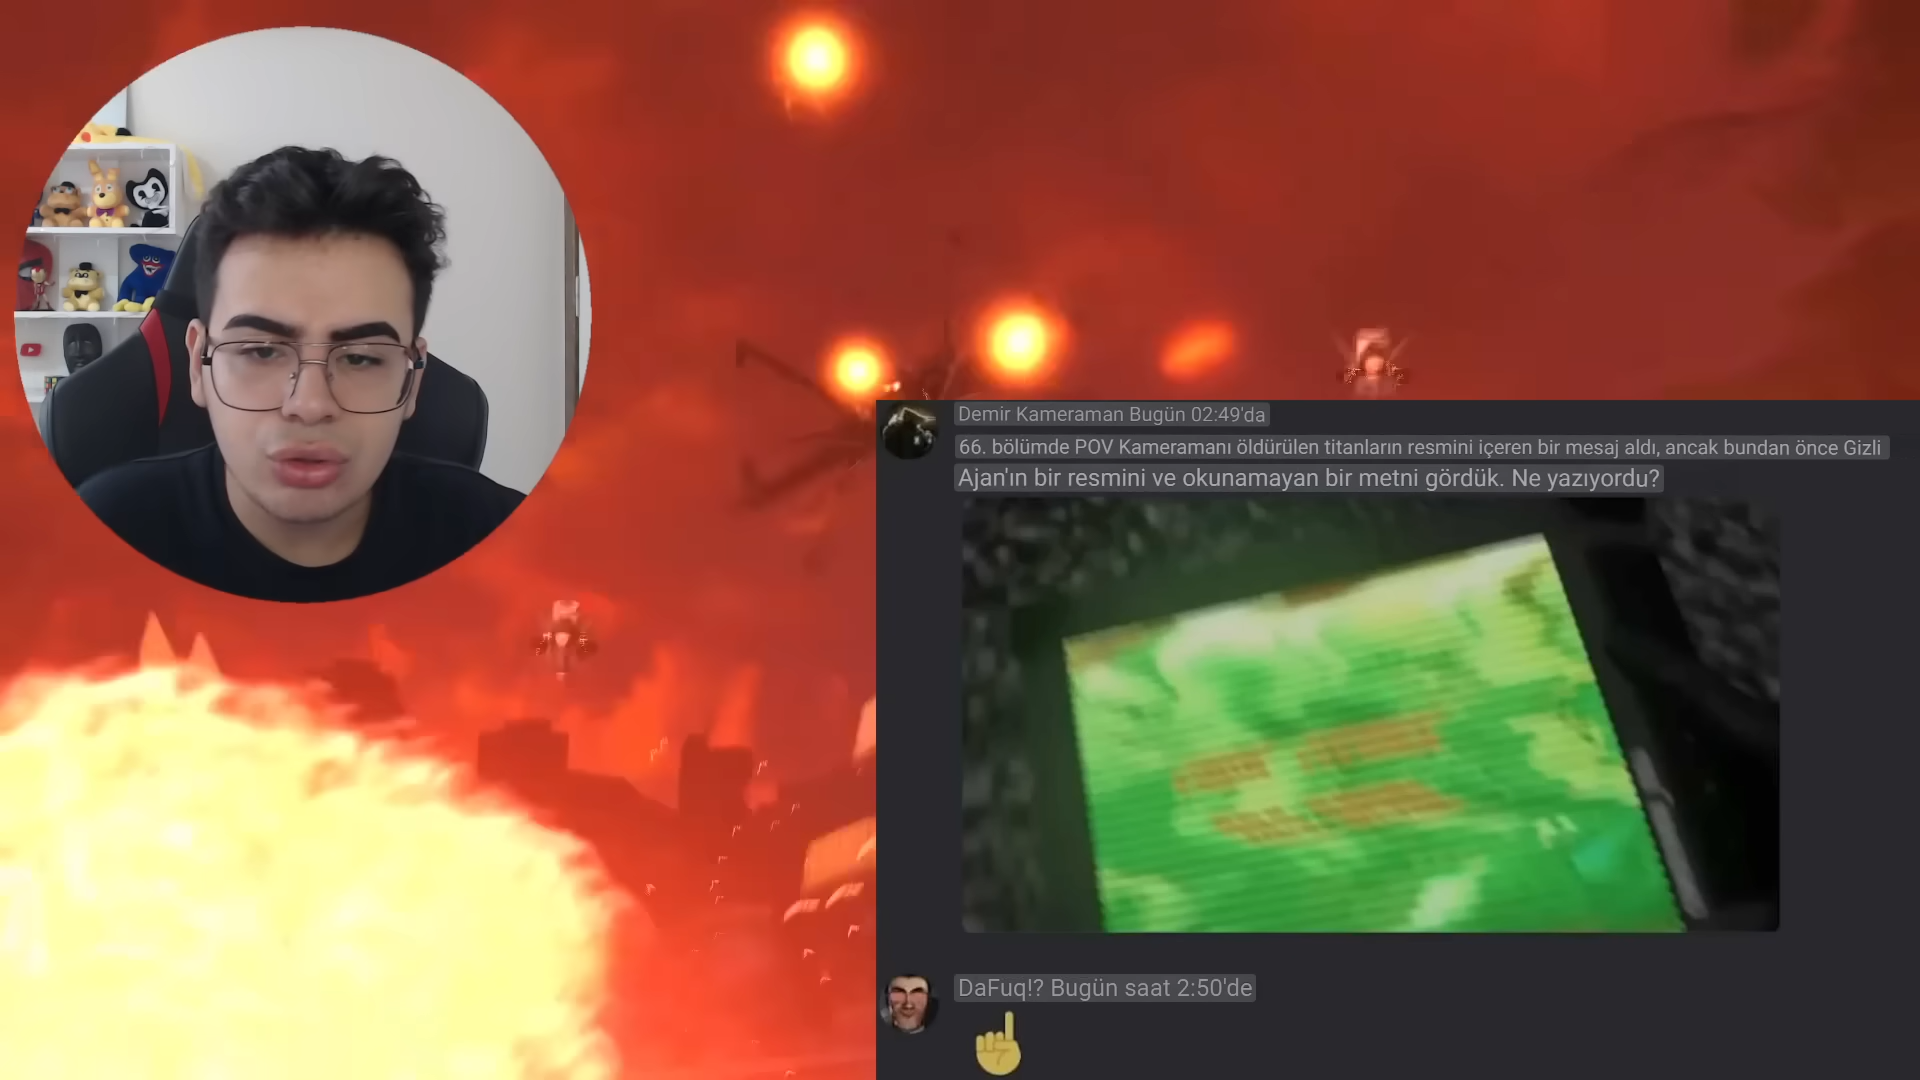 Demir Kameraman Bugün 02:49'da
66. bölümde POV Kameramanı öldürülen titanların resmini içeren bir mesaj aldı, ancak bundan önce Gizli
Ajan'ın bir resmini ve okunamayan bir metni gördük. Ne yazıyordu?
DaFuq!? Bugün saat 2:50'de